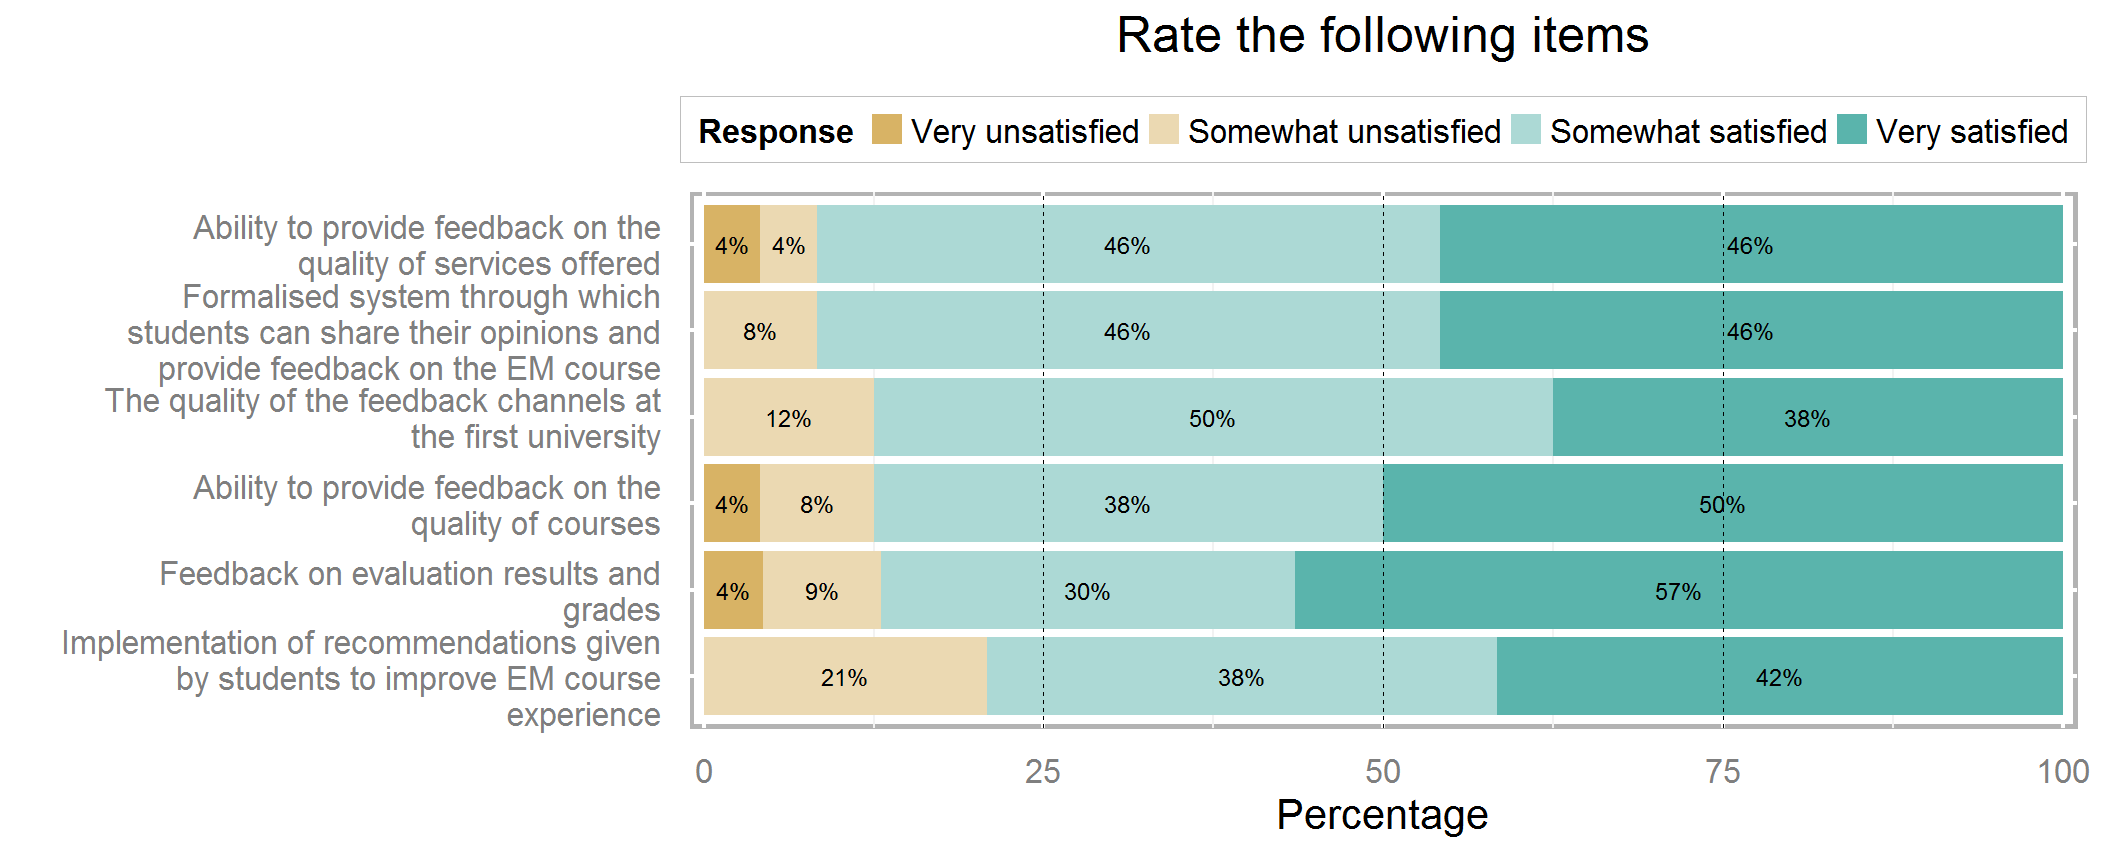 Rate the following items
Response Very unsatisfied Somewhat unsatisfied Somewhat satisfied Very satisfied
Ability to provide feedback on the
quality of services offered
4% 4% 46% 46%
Formalised system through which
students can share their opinions and
provide feedback on the EM course
8% 46% 46%
The quality of the feedback channels at
the first university
12% 50% 38%
Ability to provide feedback on the
quality of courses
4% 8% 38% 50%
Feedback on evaluation results and
grades
4% 9% 30% 57%
Implementation of recommendations given
by students to improve EM course
experience
21% 38% 42%
0 25 50 75 100
Percentage